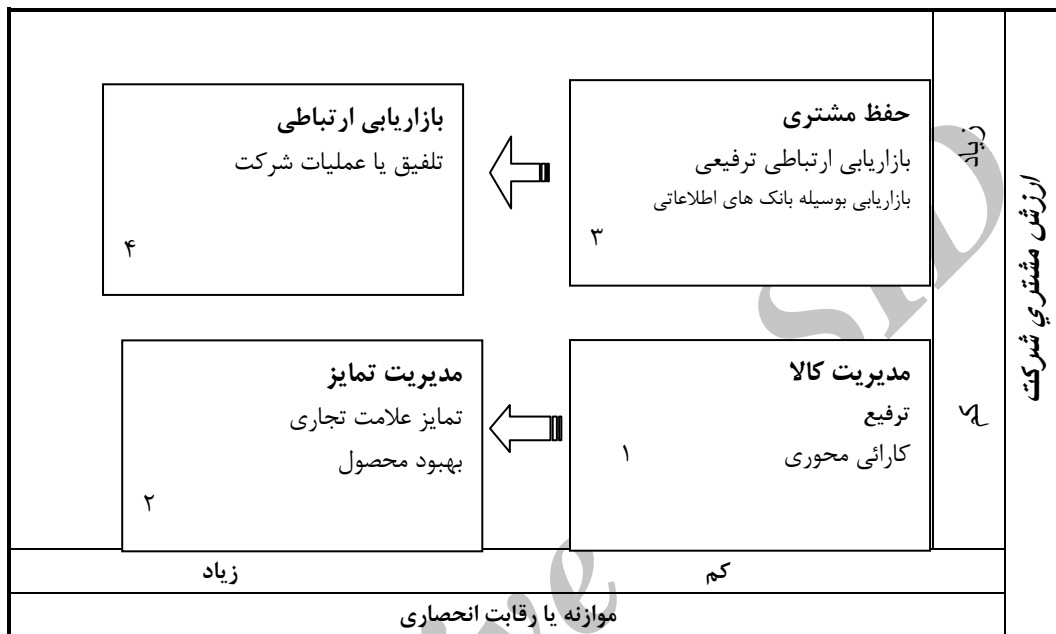 حفظ مشتری
بازاریابی ارتباطی ترفیعی
بازاریابی بوسیله بانک های اطلاعاتی
۳
بازاریابی ارتباطی
تلفیق یا عملیات شرکت
۴
زیاد
ارزش مشتري شركت
مدیریت کالا
ترفیع
کارائی محوری
۱
مدیریت تمایز
تمایز علامت تجاری
بهبود محصول
۲
کم
کم
زیاد
موازنه یا رقابت انحصاری